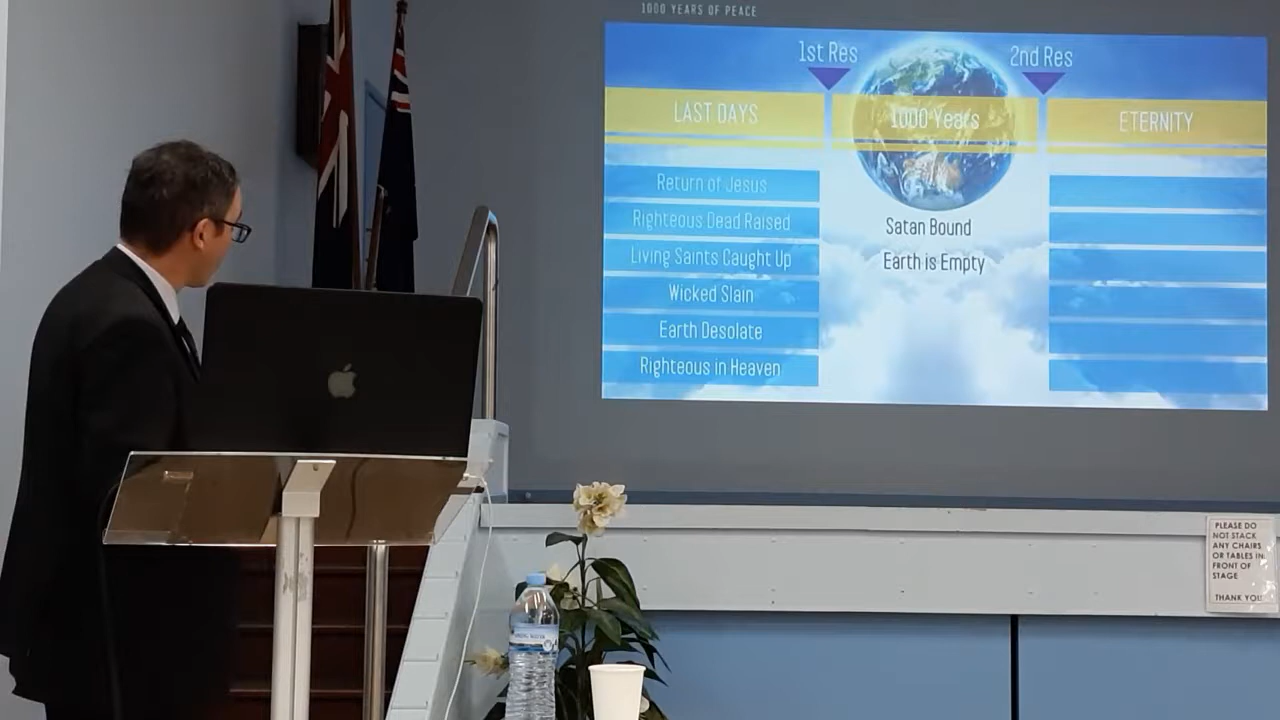 1000 YEARS OF PEACE
1st Res
2nd Res
LAST DAYS
1000 Years
ETERNITY
Return of Jesus
Righteous Dead Raised
Living Saints Caught Up
Wicked Slain
Earth Desolate
Righteous in Heaven
Satan Bound
Earth is Empty
PLEASE DO
NOT STACK
ANY CHAIRS
OR TABLES IN
FRONT OF
STAGE
THANK YOU